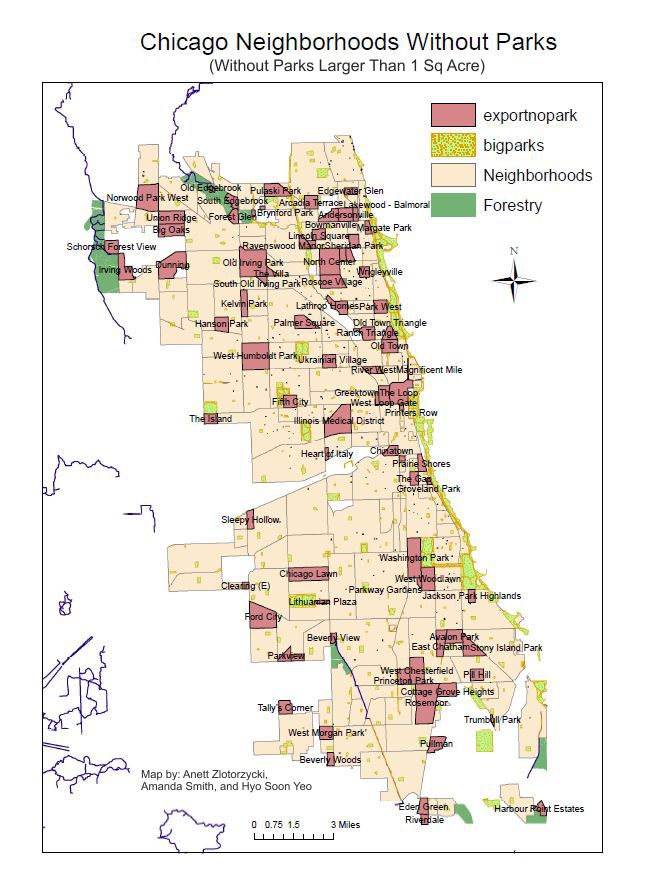 Chicago Neighborhoods Without Parks
(Without Parks Larger Than 1 Sq Acre)
exportnopark
bigparks
Neighborhoods
Forestry
N
Old Edgebrook
Pulaski Park
Edgewater Glen
Norwood Park West
South Edgebrook
Arcadia Terrace
Lakewood - Balmoral
Union Ridge
Forest Glen
Brynford Park
Andersonville
Big Oaks
Bowmanville
Margate Park
Lincoln Square
Schorsch Forest View
Ravenswood Manor
Sheridan Park
Irving Woods
Dunning
Old Irving Park
North Center
The Villa
Wrigleyville
South Old Irving Park
Roscoe Village
Kelvin Park
Lathrop Homes
Park West
Hanson Park
Palmer Square
Old Town Triangle
Ranch Triangle
Old Town
West Humboldt Park
Ukrainian Village
River West
Magnificent Mile
Greektown
The Loop
Fifth City
West Loop Gate
Printers Row
The Island
Illinois Medical District
Heart of Italy
Chinatown
Prairie Shores
The Gap
Groveland Park
Sleepy Hollow
Washington Park
Chicago Lawn
West Woodlawn
Clearing (E)
Parkway Gardens
Jackson Park Highlands
Lithuanian Plaza
Ford City
Beverly View
Avalon Park
East Chatham
Stony Island Park
Parkview
West Chesterfield
Pill Hill
Princeton Park
Cottage Grove Heights
Rosemoor
Tally's Corner
Trumbull Park
West Morgan Park
Pullman
Beverly Woods
Map by: Anett Zlotorzycki,
Amanda Smith, and Hyo Soon Yeo
Eden Green
Harbour Point Estates
Riverdale
0 0.75 1.5 3 Miles